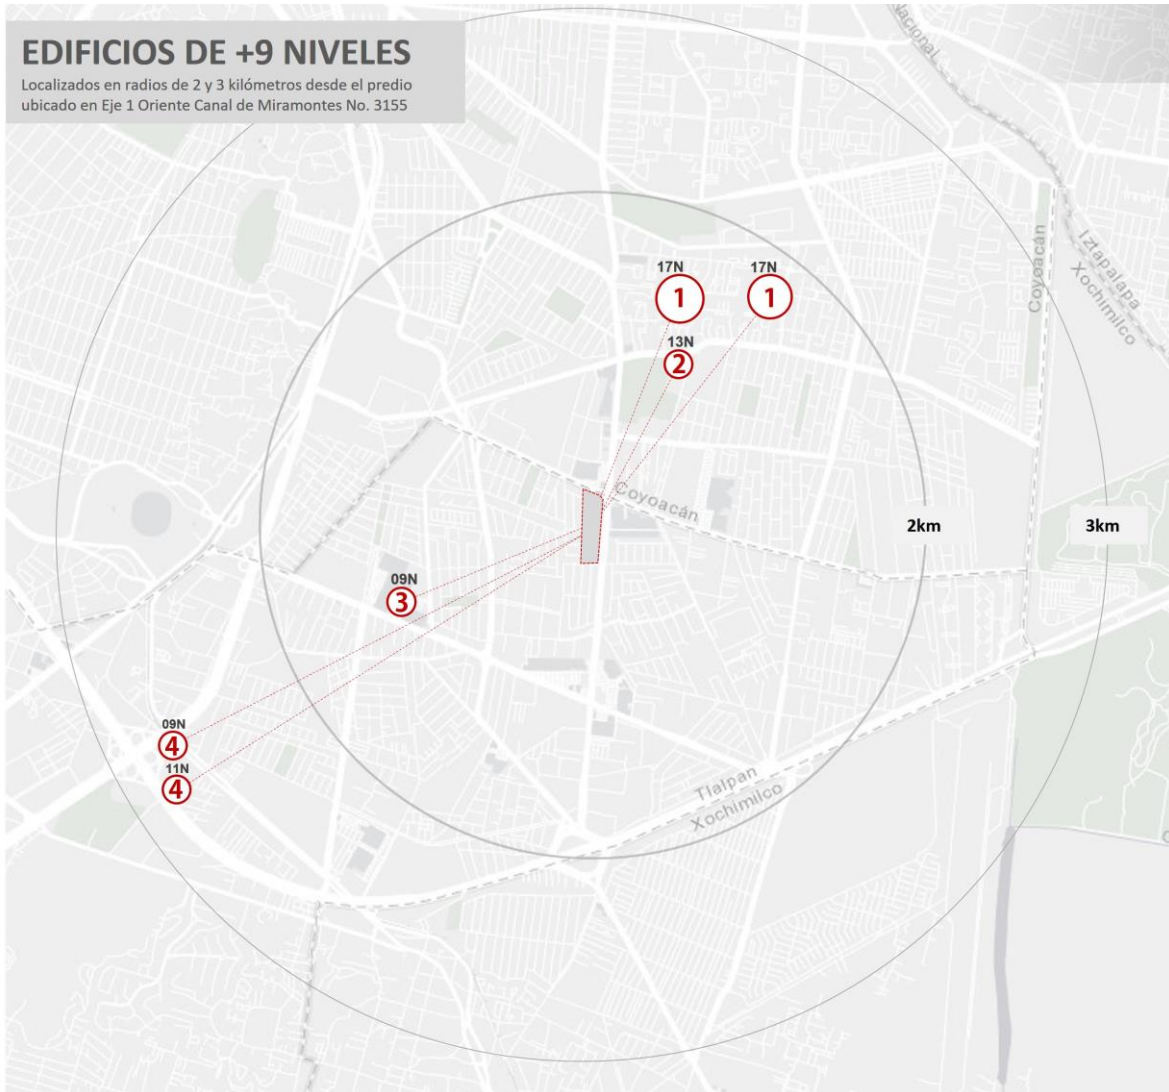 EDIFICIOS DE +9 NIVELES
Localizados en radios de 2 y 3 kilómetros desde el predio
ubicado en Eje 1 Oriente Canal de Miramontes No. 3155
Nacional
Iztapalapa
Xochimilco
Coyoacán
17N
1
17N
1
13N
2
Coyoacán
2km
3km
09N
3
09N
4
11N
4
Tlalpan
Xochimilco